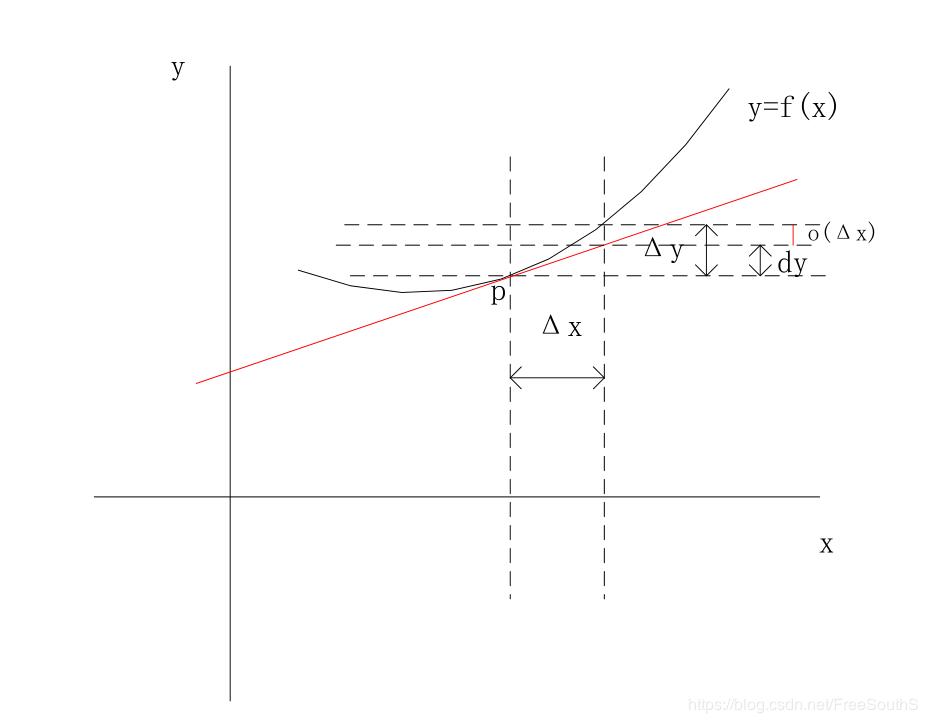 y
y=f(x)
o(Δx)
Δy
dy
p
Δx
x
https://blog.csdn.net/FreeSouthS